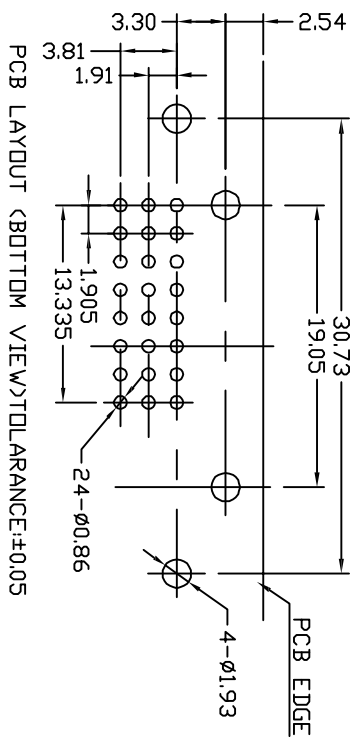 3.30
2.54
3.81
1.91
30.73
19.05
1.905
13.335
24-ø0.86
4-ø1.93
PCB EDGE
PCB LAYOUT (BOTTOM VIEW)TOLARANCE:±0.05